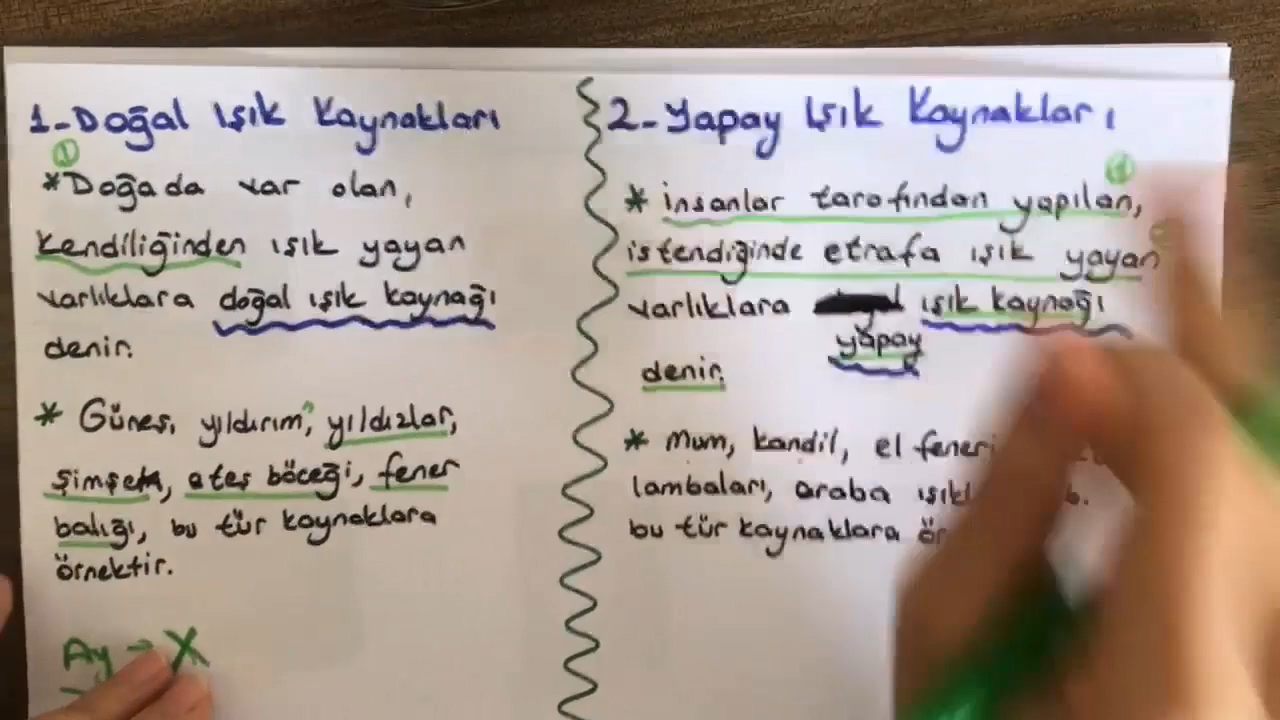 1-Doğal Işık Kaynakları
1
*Doğada var olan,
kendiliğinden ışık yayan
varlıklara doğal ışık kaynağı
denir.
* Güneş, yıldırım, yıldızlar,
şimşek, ateş böceği, fener
balığı, bu tür kaynaklara
örnektir.
Ay → X
2-Yapay Işık Kaynakları
* insanlar tarafından yapılan,
istendiğinde etrafa ışık yayan
varlıklara ışık kaynağı
yapay
denir.
* Mum, kandil, el feneri
lambaları, araba
bu tür kaynaklara